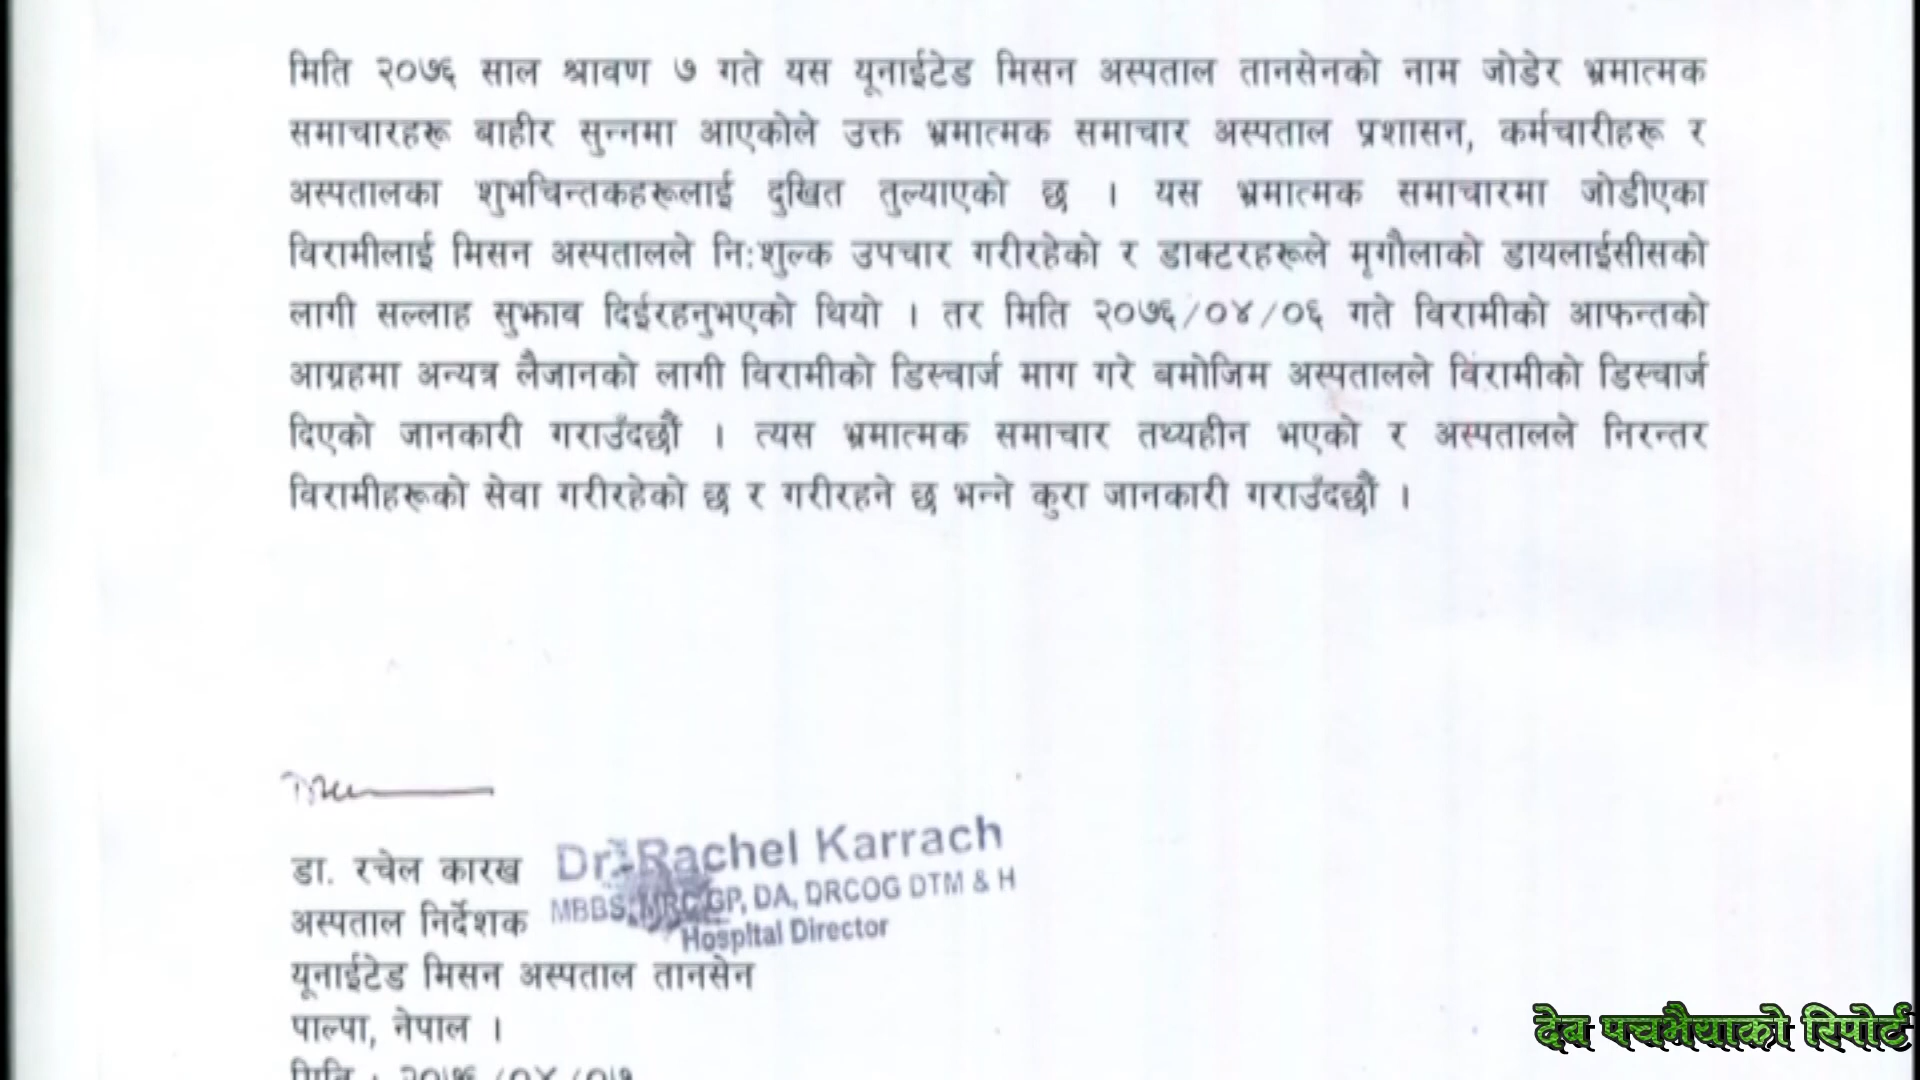 मिति २०७६ साल श्रावण ७ गते यस यूनाईटेड मिसन अस्पताल तानसेनको नाम जोडेर भ्रमात्मक
समाचारहरू बाहीर सुन्नमा आएकोले उक्त भ्रमात्मक समाचार अस्पताल प्रशासन, कर्मचारीहरू र
अस्पतालका शुभचिन्तकहरूलाई दुखित तुल्याएको छ । यस भ्रमात्मक समाचारमा जोडीएका
विरामीलाई मिसन अस्पतालले नि:शुल्क उपचार गरीरहेको र डाक्टरहरूले मृगौलाको डायलाईसीसको
लागी सल्लाह सुझाव दिईरहनुभएको थियो । तर मिति २०७६/०४/०६ गते विरामीको आफन्तको
आग्रहमा अन्यत्र लैजानको लागी विरामीको डिस्चार्ज माग गरे बमोजिम अस्पतालले विरामीको डिस्चार्ज
दिएको जानकारी गराउँदछौं । त्यस भ्रमात्मक समाचार तथ्यहीन भएको र अस्पतालले निरन्तर
विरामीहरूको सेवा गरीरहेको छ र गरीरहने छ भन्ने कुरा जानकारी गराउँदछौं ।
डा. रचेल कारख
Dr. Rachel Karrach
MBBS, MRCGP, DA, DRCOG DTM & H
अस्पताल निर्देशक
Hospital Director
यूनाईटेड मिसन अस्पताल तानसेन
पाल्पा, नेपाल ।
मिति : २०७६/०४/०७
देब पचभैयाको रिपोर्ट